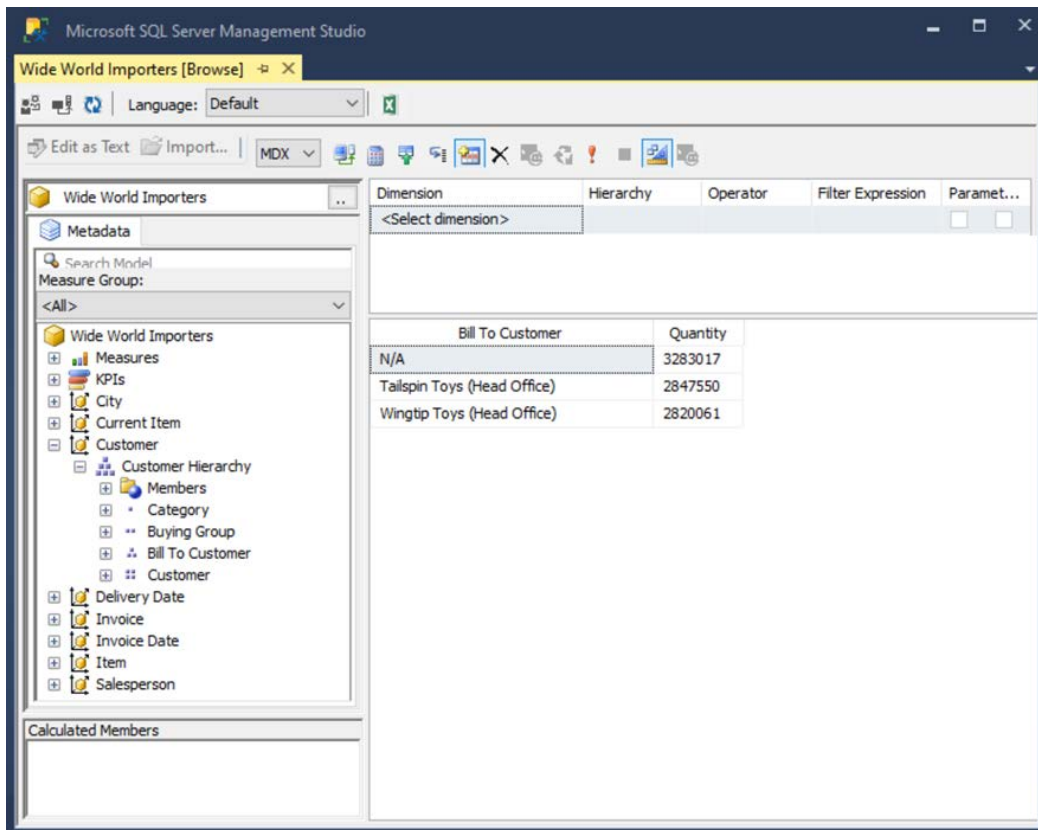 Microsoft SQL Server Management Studio
Wide World Importers [Browse]
Language: Default
Edit as Text Import... MDX
Wide World Importers ..
Metadata
Search Model
Measure Group:
<All>
Wide World Importers
Measures
KPIs
City
Current Item
Customer
Customer Hierarchy
Members
Category
Buying Group
Bill To Customer
Customer
Delivery Date
Invoice
Invoice Date
Item
Salesperson
Calculated Members
Dimension Hierarchy Operator Filter Expression Paramet...
<Select dimension>
Bill To Customer Quantity
N/A 3283017
Tailspin Toys (Head Office) 2847550
Wingtip Toys (Head Office) 2820061